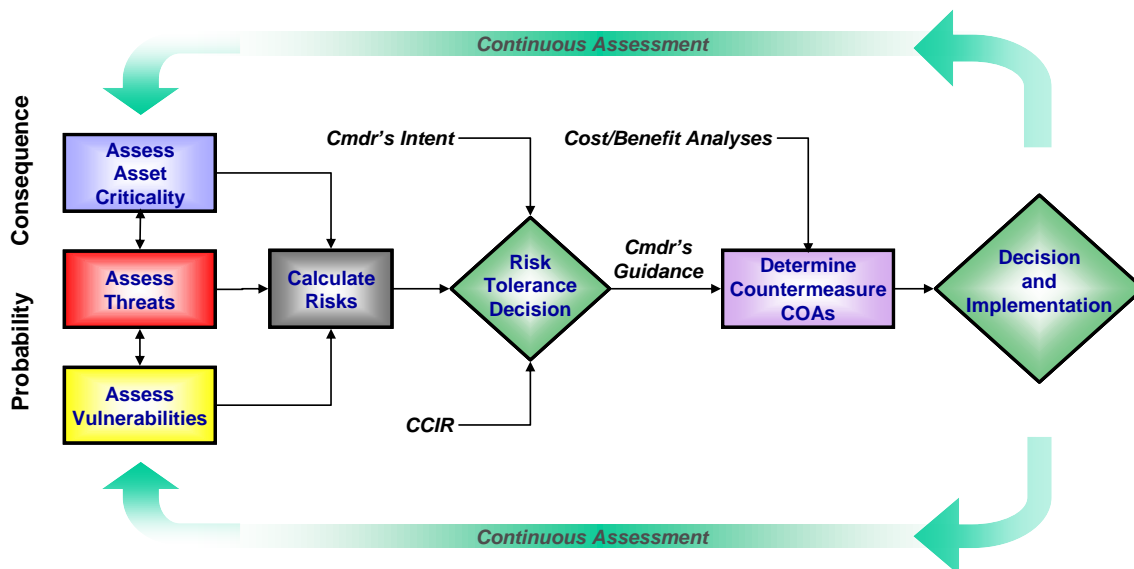 Continuous Assessment
Consequence
Probability
Assess
Asset
Criticality
Assess
Threats
Assess
Vulnerabilities
Calculate
Risks
Cmdr's Intent
Risk
Tolerance
Decision
CCIR
Cmdr's
Guidance
Cost/Benefit Analyses
Determine
Countermeasure
COAs
Decision
and
Implementation
Continuous Assessment